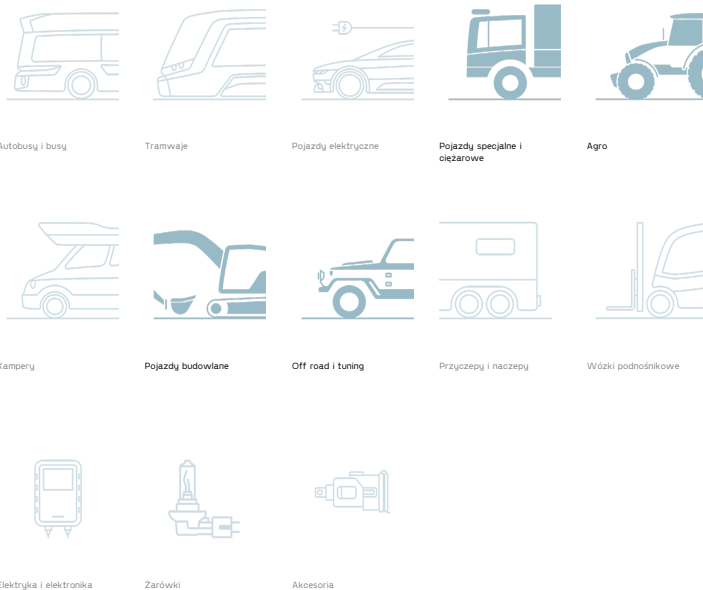 Autobusy i busy
Tramwaje
Pojazdy elektryczne
Pojazdy specjalne i
ciężarowe
Agro
Kampery
Pojazdy budowlane
Off road i tuning
Przyczepy i naczepy
Wózki podnośnikowe
Elektryka i elektronika
Żarówki
Akcesoria